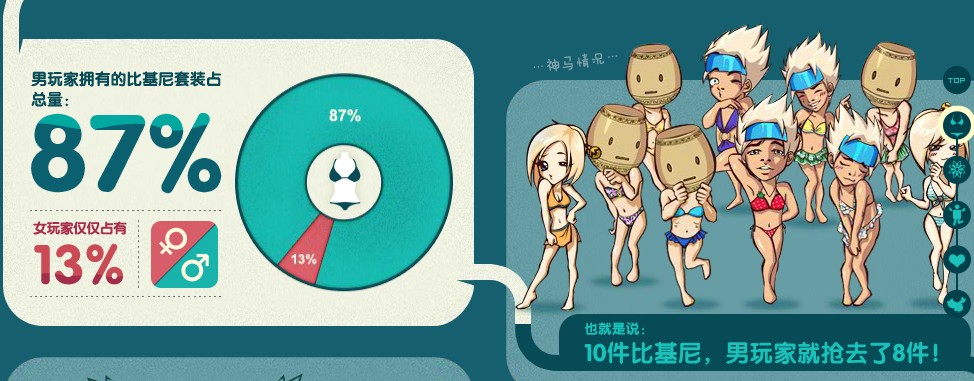 男玩家拥有的比基尼套装占
总量：
87%
女玩家仅仅占有
13%
87%
13%
…神马情况…
TOP
也就是说：
10件比基尼，男玩家就抢去了8件！